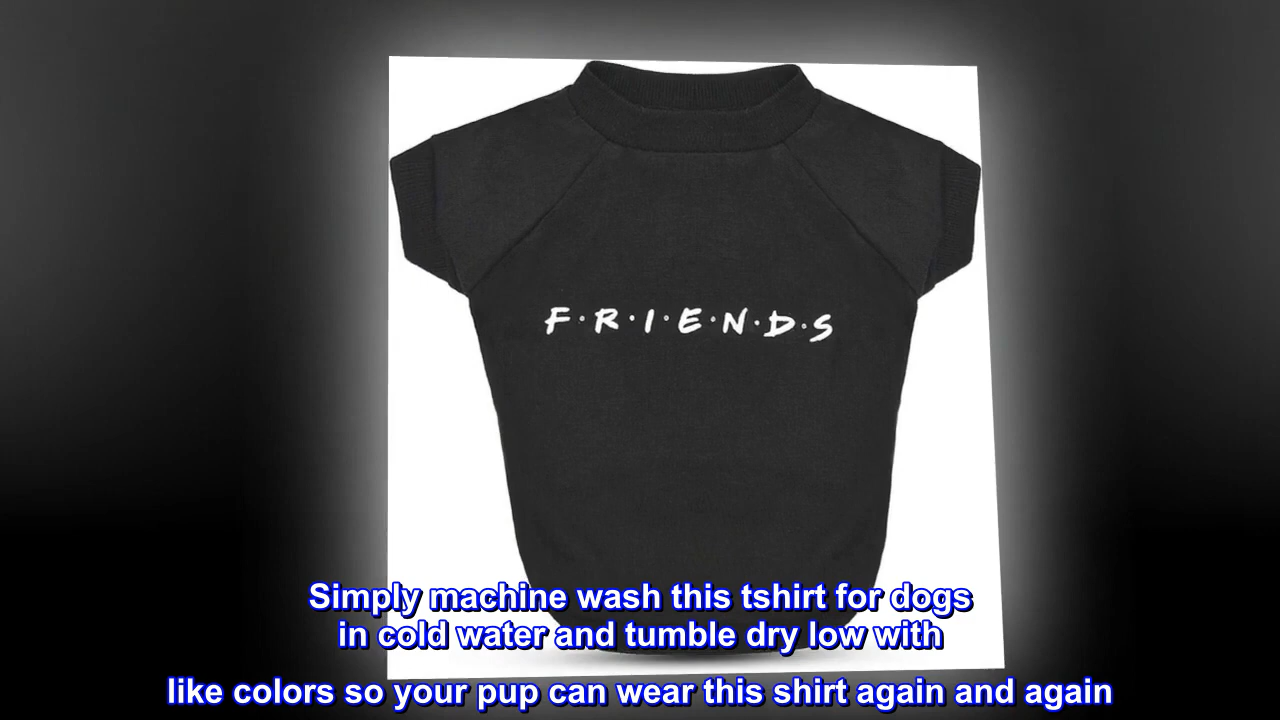 F·R·I·E·N·D·S
Simply machine wash this tshirt for dogs
in cold water and tumble dry low with
like colors so your pup can wear this shirt again and again